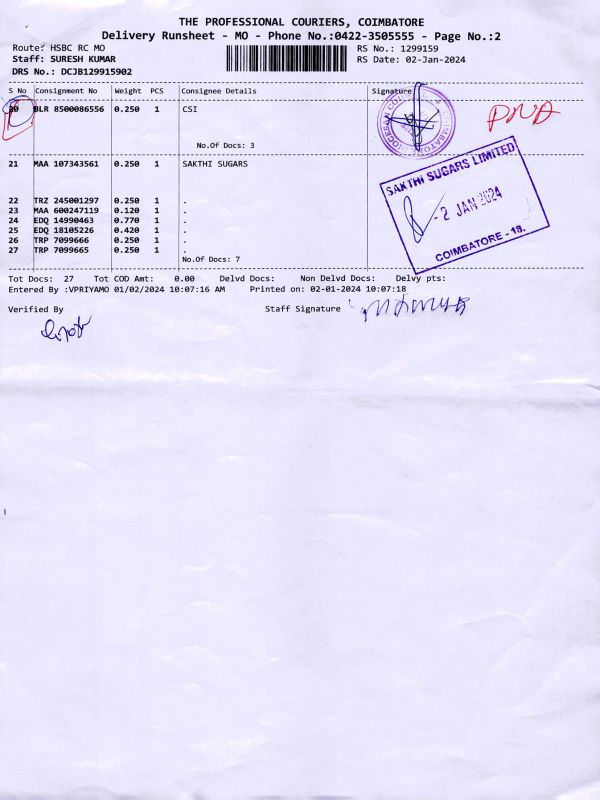 THE PROFESSIONAL COURIERS, COIMBATORE
Delivery Runsheet - MO - Phone No.:0422-3505555 - Page No.:2
Route: HSBC RC MO RS No.: 1299159
Staff: SURESH KUMAR RS Date: 02-Jan-2024
DRS No.: DCJB129915902
S No Consignment No Weight PCS Consignee Details Signature
20 BLR 8500086556 0.250 1 CSI
PNA
No.Of Docs: 3
21 MAA 107343561 0.250 1 SAKTHI SUGARS
SAKTHI SUGARS LIMITED
- 2 JAN 2024
COIMBATORE - 18.
22 TRZ 245001297 0.250 1 .
23 MAA 600247119 0.120 1 .
24 EDQ 14990463 0.770 1 .
25 EDQ 18105226 0.420 1 .
26 TRP 7099666 0.250 1 .
27 TRP 7099665 0.250 1 .
No.Of Docs: 7
Tot Docs: 27 Tot COD Amt: 0.00 Delvd Docs: Non Delvd Docs: Delvy pts:
Entered By :VPRIYAMO 01/02/2024 10:07:16 AM Printed on: 02-01-2024 10:07:18
Verified By Staff Signature